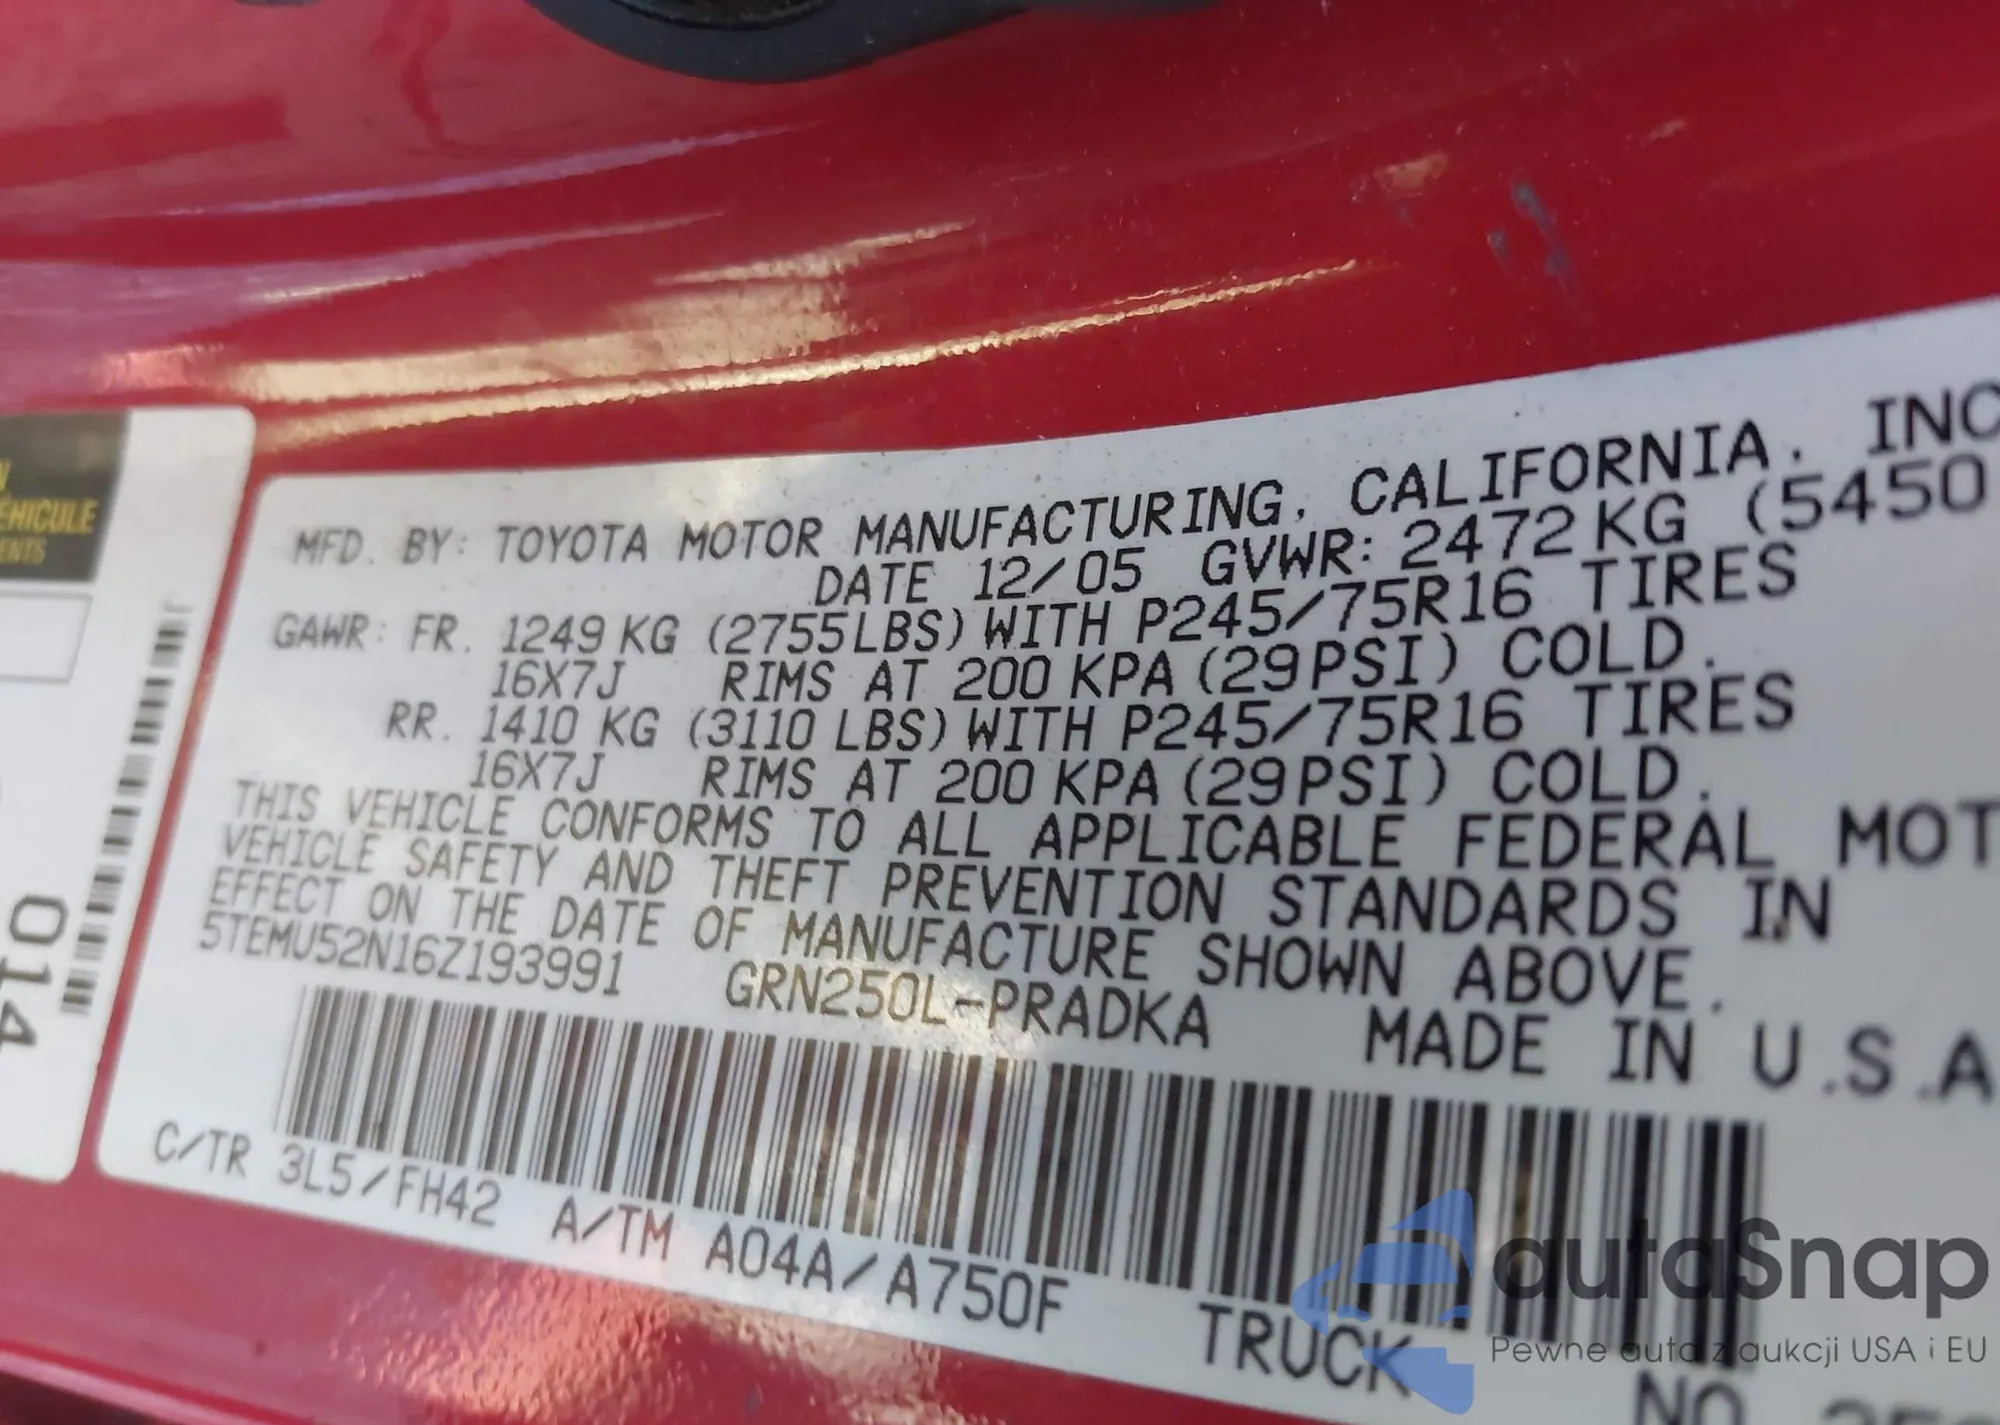 MFD. BY: TOYOTA MOTOR MANUFACTURING, CALIFORNIA, INC
DATE 12/05 GVWR: 2472 KG (5450
GAWR: FR. 1249 KG (2755LBS) WITH P245/75R16 TIRES
16X7J RIMS AT 200 KPA (29PSI) COLD.
RR. 1410 KG (3110 LBS) WITH P245/75R16 TIRES
16X7J RIMS AT 200 KPA (29PSI) COLD.
THIS VEHICLE CONFORMS TO ALL APPLICABLE FEDERAL MOT
VEHICLE SAFETY AND THEFT PREVENTION STANDARDS IN
EFFECT ON THE DATE OF MANUFACTURE SHOWN ABOVE.
5TEMU52N16Z193991 GRN250L-PRADKA MADE IN U.S.A
C/TR 3L5/FH42 A/TM A04A/A750F TRUCK
NO
N
ÉHICULE
ENTS
014
autaSnap
Pewne auta z aukcji USA i EU